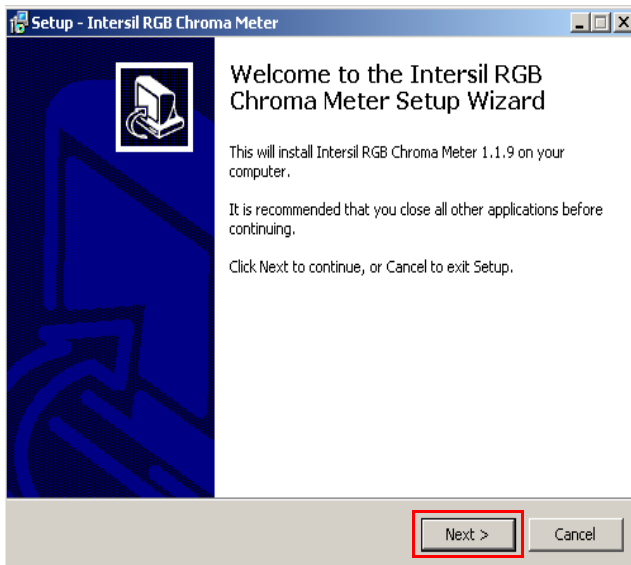 Setup - Intersil RGB Chroma Meter
Welcome to the Intersil RGB
Chroma Meter Setup Wizard
This will install Intersil RGB Chroma Meter 1.1.9 on your
computer.
It is recommended that you close all other applications before
continuing.
Click Next to continue, or Cancel to exit Setup.
Next >
Cancel